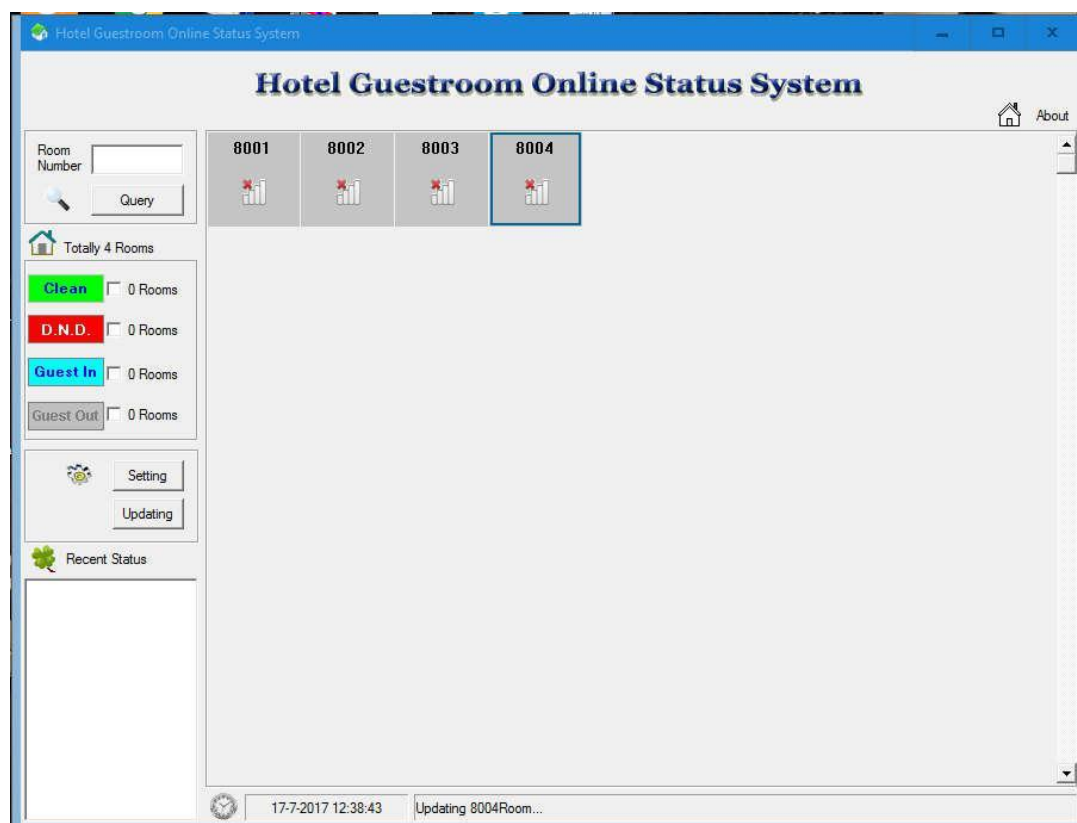 Hotel Guestroom Online Status System
Hotel Guestroom Online Status System
About
Room
Number
Query
Totally 4 Rooms
Clean 0 Rooms
D.N.D. 0 Rooms
Guest In 0 Rooms
Guest Out 0 Rooms
Setting
Updating
Recent Status
8001 8002 8003 8004
17-7-2017 12:38:43 Updating 8004Room...